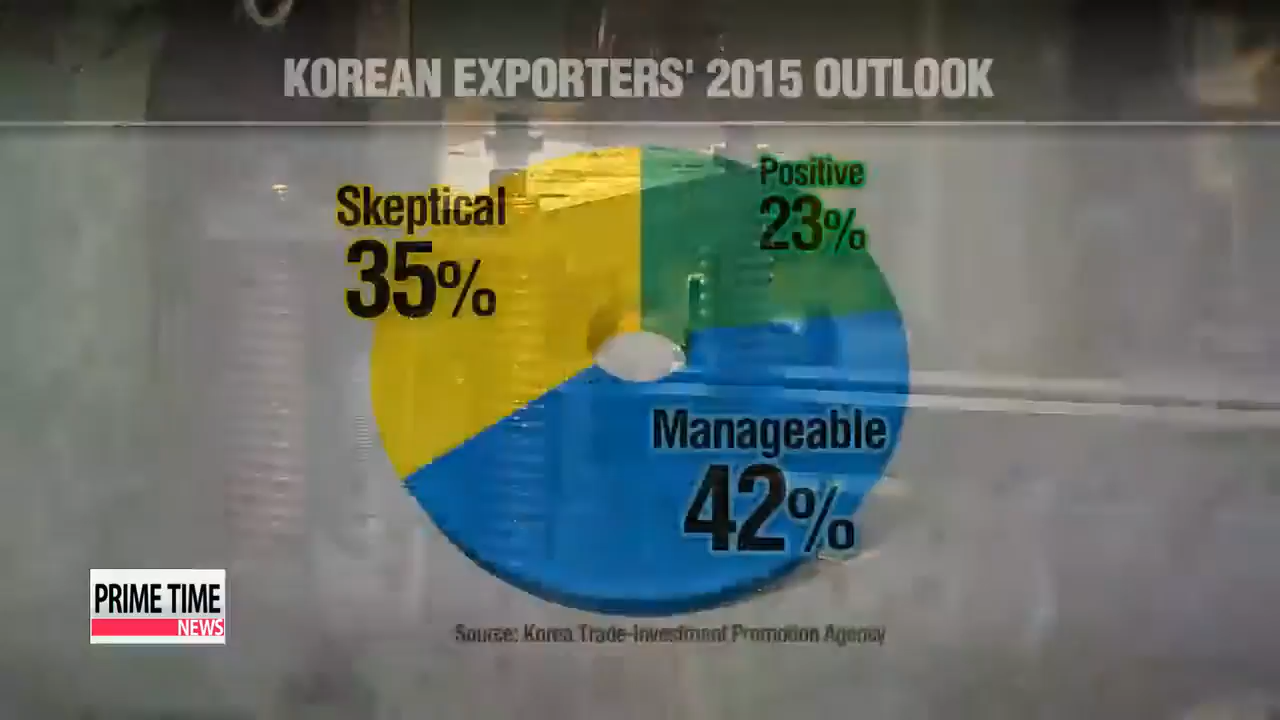 KOREAN EXPORTERS' 2015 OUTLOOK
Skeptical
35%
Positive
23%
Manageable
42%
PRIME TIME
NEWS
Source: Korea Trade-Investment Promotion Agency